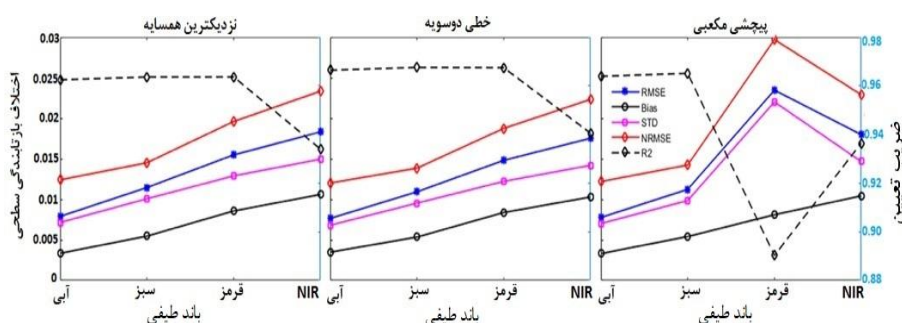 نزدیکترین همسایه
خطی دوسویه
پیچشی مکعبی
اختلاف بازتابندگی سطحی
0.03
0.025
0.02
0.015
0.01
0.005
0
0.98
0.96
0.94
0.92
0.90
0.88
ضریب تعیین
RMSE
Bias
STD
NRMSE
R2
آبی سبز قرمز NIR
آبی سبز قرمز NIR
آبی سبز قرمز NIR
باند طیفی
باند طیفی
باند طیفی